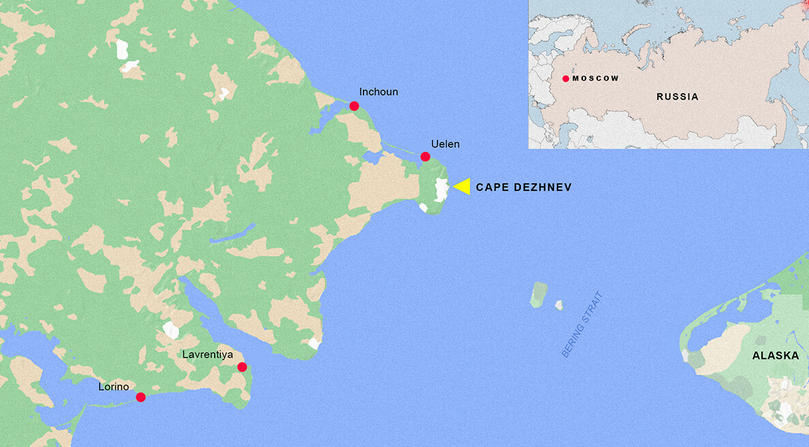 MOSCOW
RUSSIA
Inchoun
Uelen
CAPE DEZHNEV
BERING STRAIT
ALASKA
Lavrentiya
Lorino